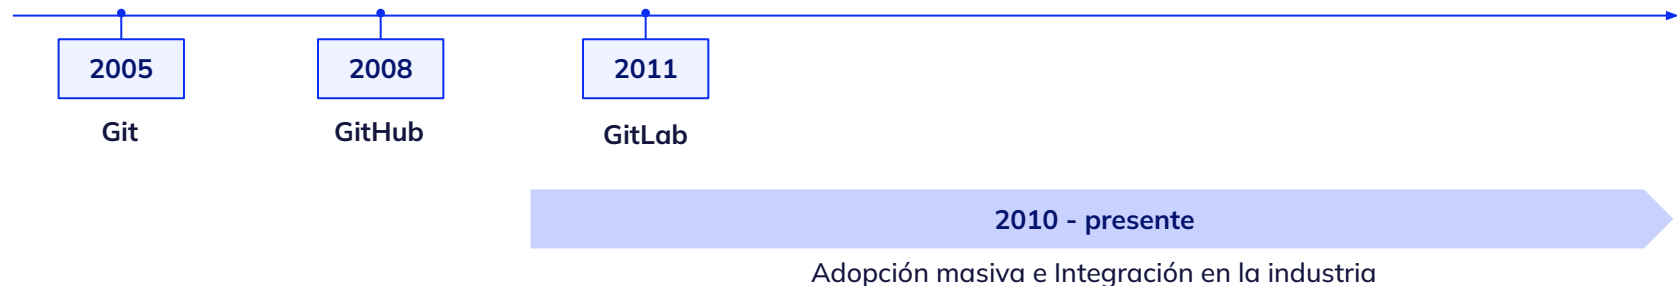 2005
2008
2011
Git
GitHub
GitLab
2010 - presente
Adopción masiva e Integración en la industria